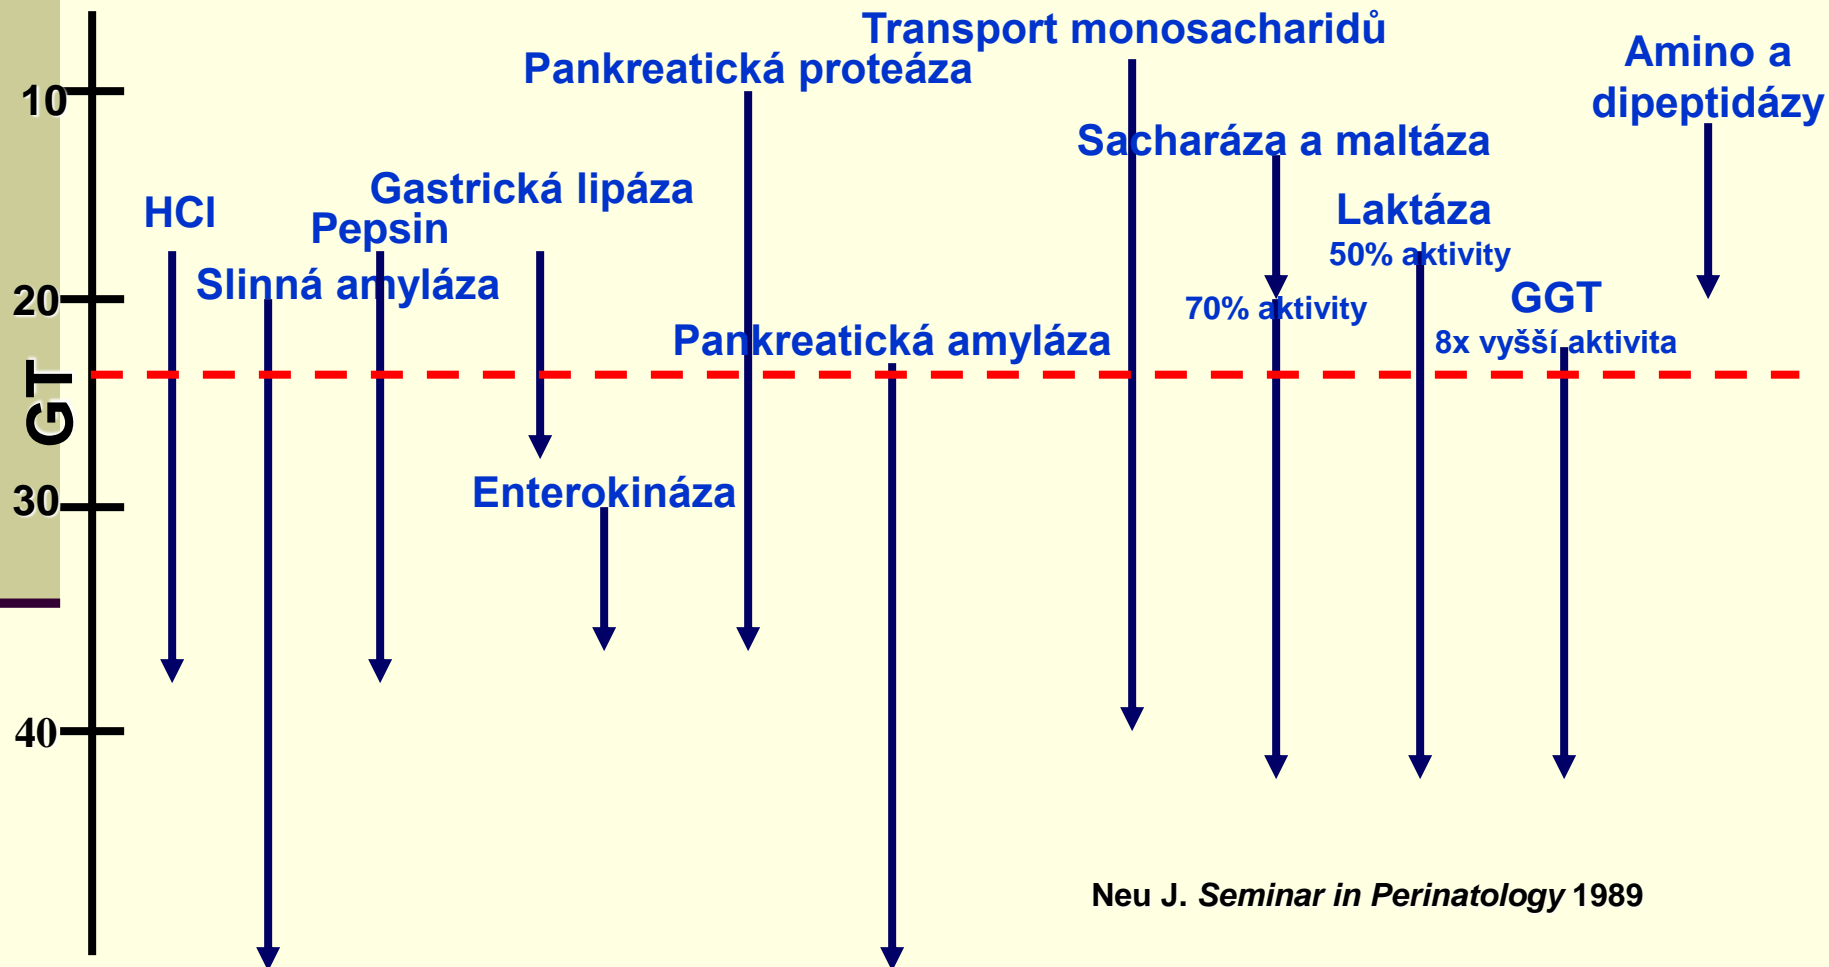 Transport monosacharidů
Pankreatická proteáza
Amino a
dipeptidázy
10
Sacharáza a maltáza
Gastrická lipáza
HCl
Laktáza
Pepsin
50% aktivity
Slinná amyláza
20
70% aktivity
GGT
8x vyšší aktivita
Pankreatická amyláza
GT
Enterokináza
30
40
Neu J. Seminar in Perinatology 1989